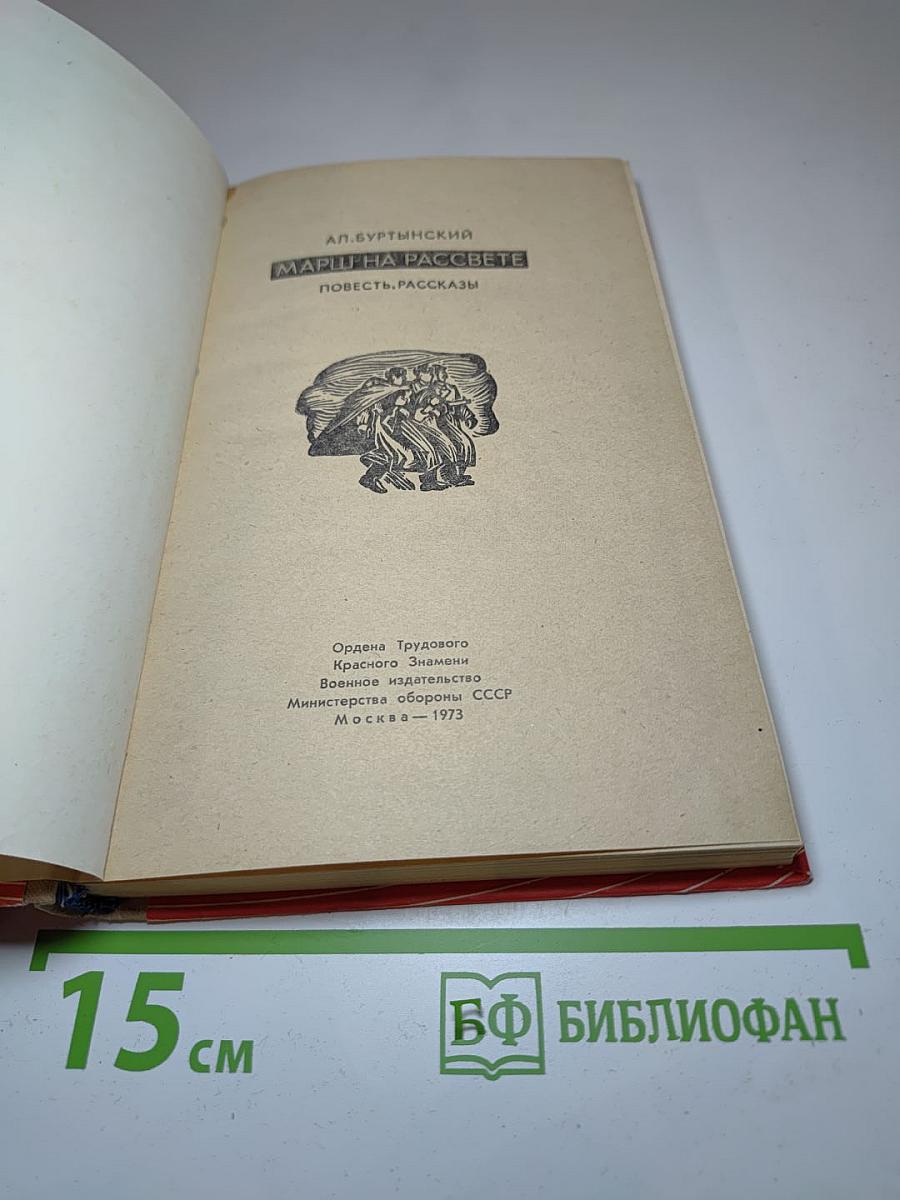 АЛ.БУРТЫНСКИЙ
МАРШ НА РАССВЕТЕ
ПОВЕСТЬ.РАССКАЗЫ
Ордена Трудового
Красного Знамени
Военное издательство
Министерства обороны СССР
Москва — 1973
15 см
БФ БИБЛИОФАН